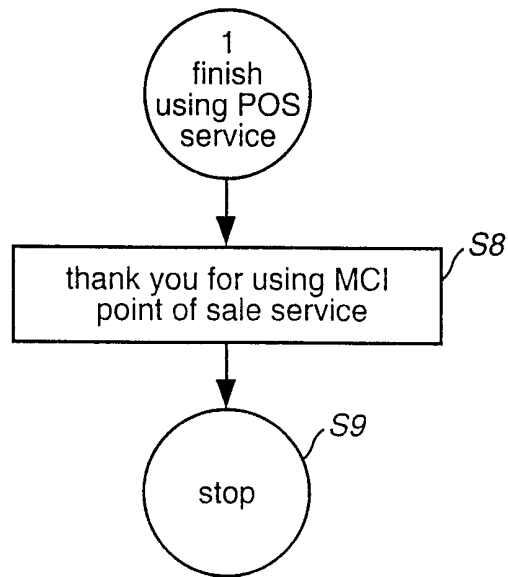 1
finish
using POS
service
S8
thank you for using MCI
point of sale service
S9
stop